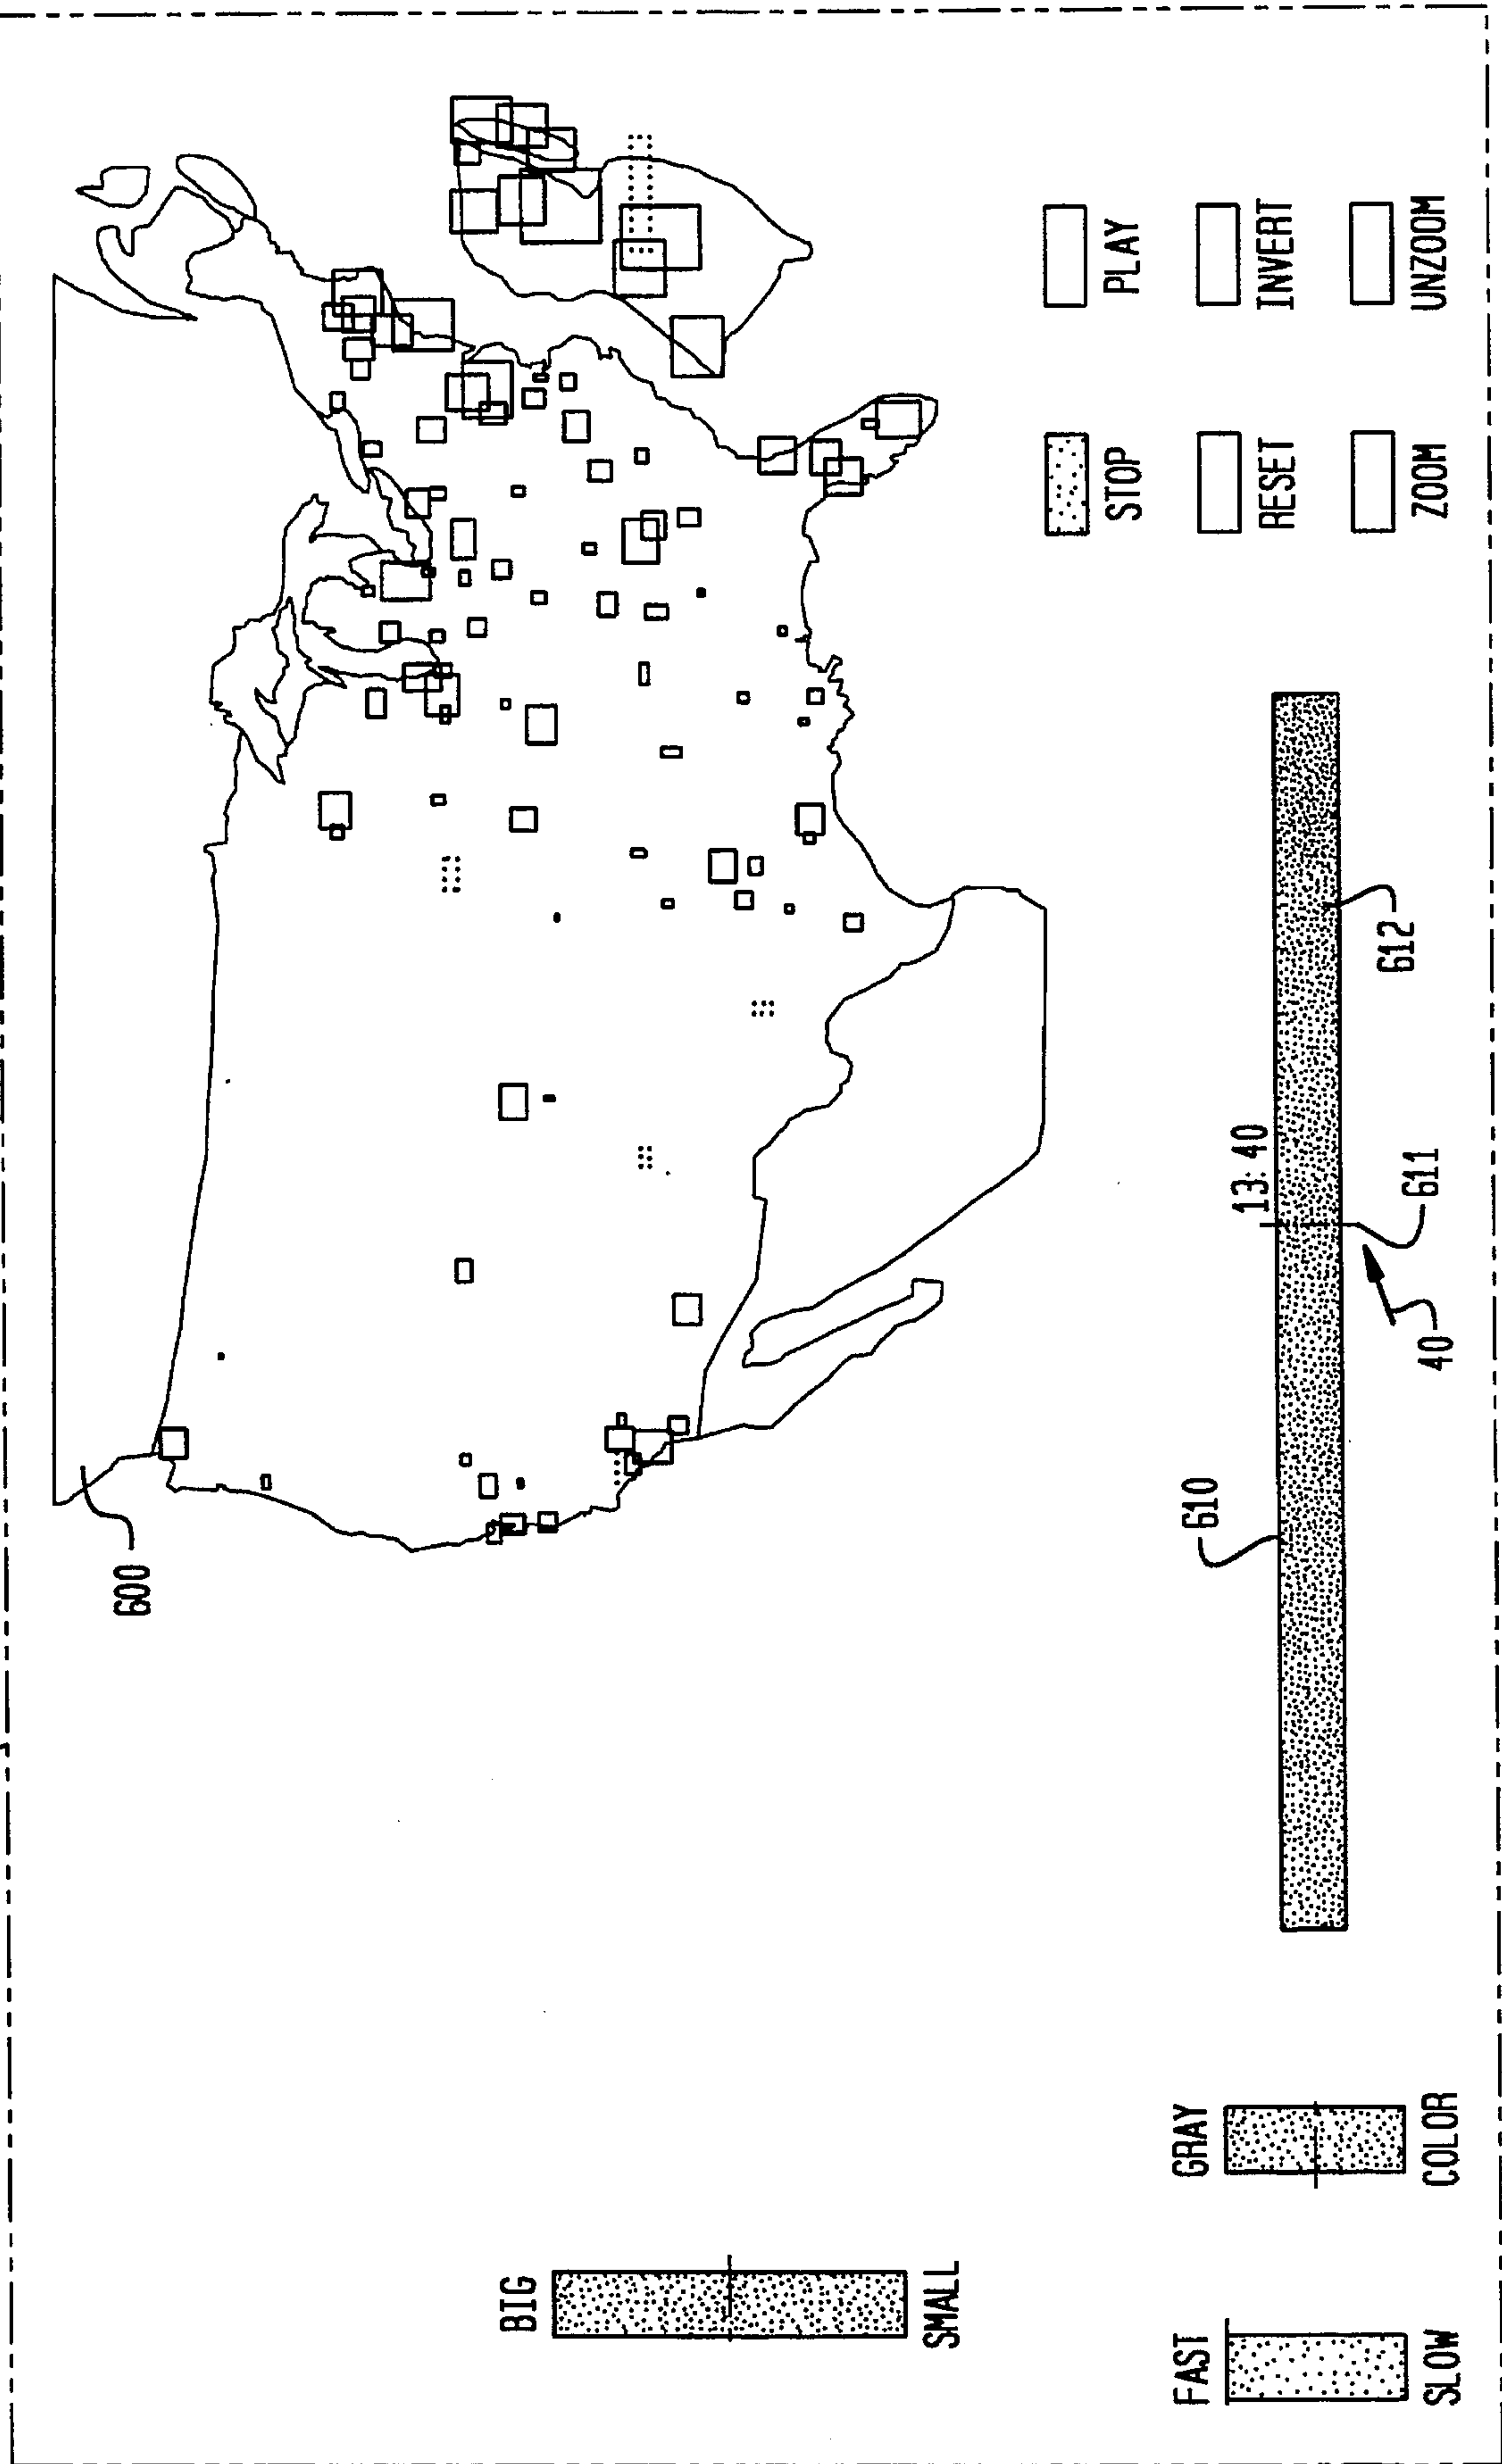 600
BIG
SMALL
STOP
PLAY
RESET
INVERT
ZOOM
UNZOOM
FAST
SLOW
GRAY
COLOR
610
13: 40
40
611
612